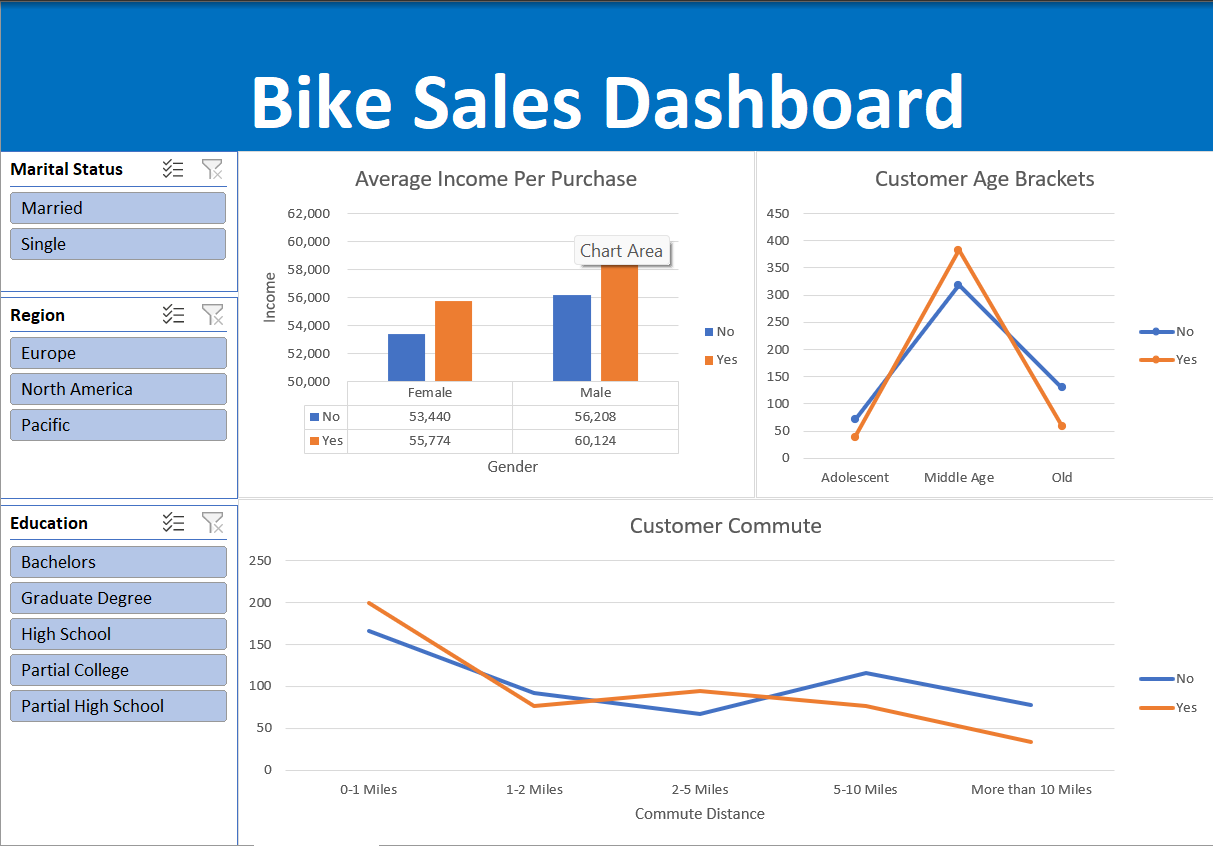 Bike Sales Dashboard
Marital Status
Married
Single
Region
Europe
North America
Pacific
Education
Bachelors
Graduate Degree
High School
Partial College
Partial High School
Average Income Per Purchase
62,000
60,000
58,000
56,000
54,000
52,000
50,000
Income
Chart Area
Female Male
No 53,440 56,208
Yes 55,774 60,124
Gender
No
Yes
Customer Age Brackets
450
400
350
300
250
200
150
100
50
0
Adolescent Middle Age Old
No
Yes
Customer Commute
250
200
150
100
50
0
0-1 Miles 1-2 Miles 2-5 Miles 5-10 Miles More than 10 Miles
Commute Distance
No
Yes